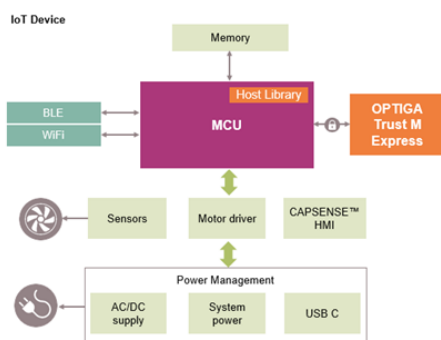 IoT Device
Memory
Host Library
MCU
BLE
WiFi
OPTIGA
Trust M
Express
Sensors
Motor driver
CAPSENSE™
HMI
Power Management
AC/DC
supply
System
power
USB C